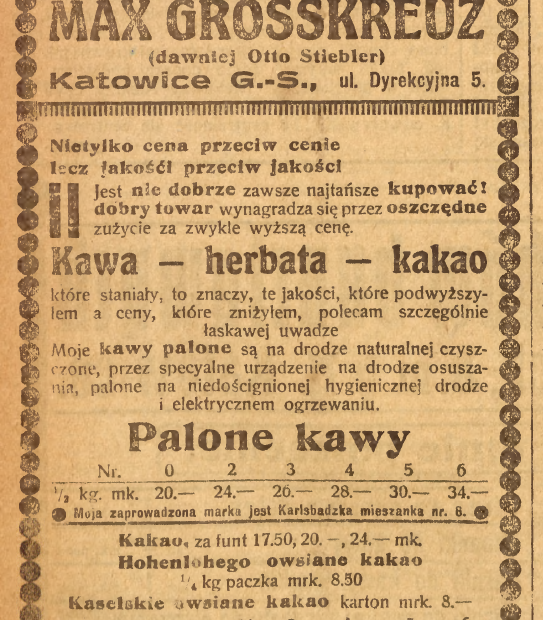 MAX GROSSKREUZ
(dawniej Otto Stiebler)
Katowice G.-S., ul. Dyrekcyjna 5.
Nietylko cena przeciw cenie
lecz jakośći przeciw jakości
!! Jest nie dobrze zawsze najtańsze kupować!
dobry towar wynagradza się przez oszczędne
zużycie za zwykle wyższą cenę.
Kawa — herbata — kakao
które staniały, to znaczy, te jakości, które podwyższy-
łem a ceny, które zniżyłem, polecam szczególnie
łaskawej uwadze
Moje kawy palone są na drodze naturalnej czysz-
czone, przez specyalne urządzenie na drodze osusza-
nia, palone na niedoścignionej hygienicznej drodze
i elektrycznem ogrzewaniu.
Palone kawy
Nr. 0 2 3 4 5 6
1/2 kg. mk. 20.— 24.— 26.— 28.— 30.— 34.—
Moja zaprowadzona marka jest Karlsbadzka mieszanka nr. 6.
Kakao, za funt 17.50, 20.–, 24.— mk.
Hohenlohego owsiane kakao
1/4 kg paczka mrk. 8.50
Kaselskie owsiane kakao karton mrk. 8.—